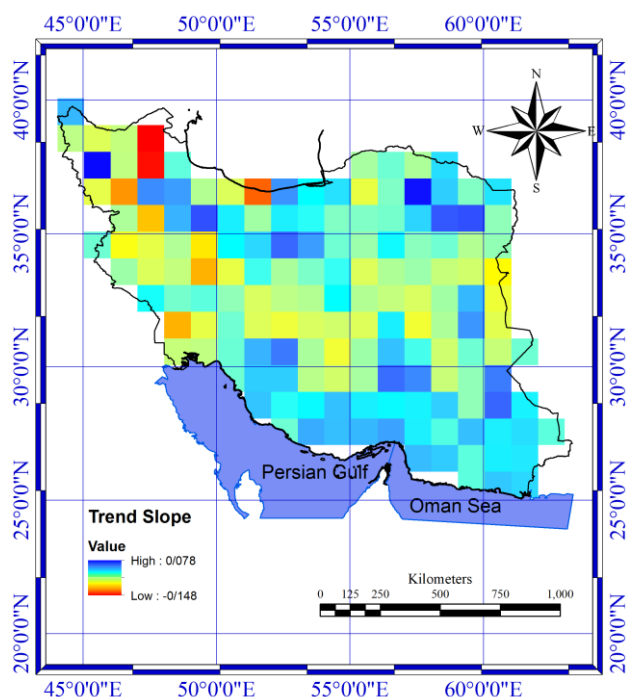 45°0'0"E 50°0'0"E 55°0'0"E 60°0'0"E
40°0'0"N
40°0'0"N
35°0'0"N
35°0'0"N
30°0'0"N
30°0'0"N
25°0'0"N
25°0'0"N
20°0'0"N
20°0'0"N
N
W E
S
Persian Gulf
Oman Sea
Trend Slope
Value
High : 0/078
Low : -0/148
Kilometers
0 125 250 500 750 1,000
45°0'0"E 50°0'0"E 55°0'0"E 60°0'0"E